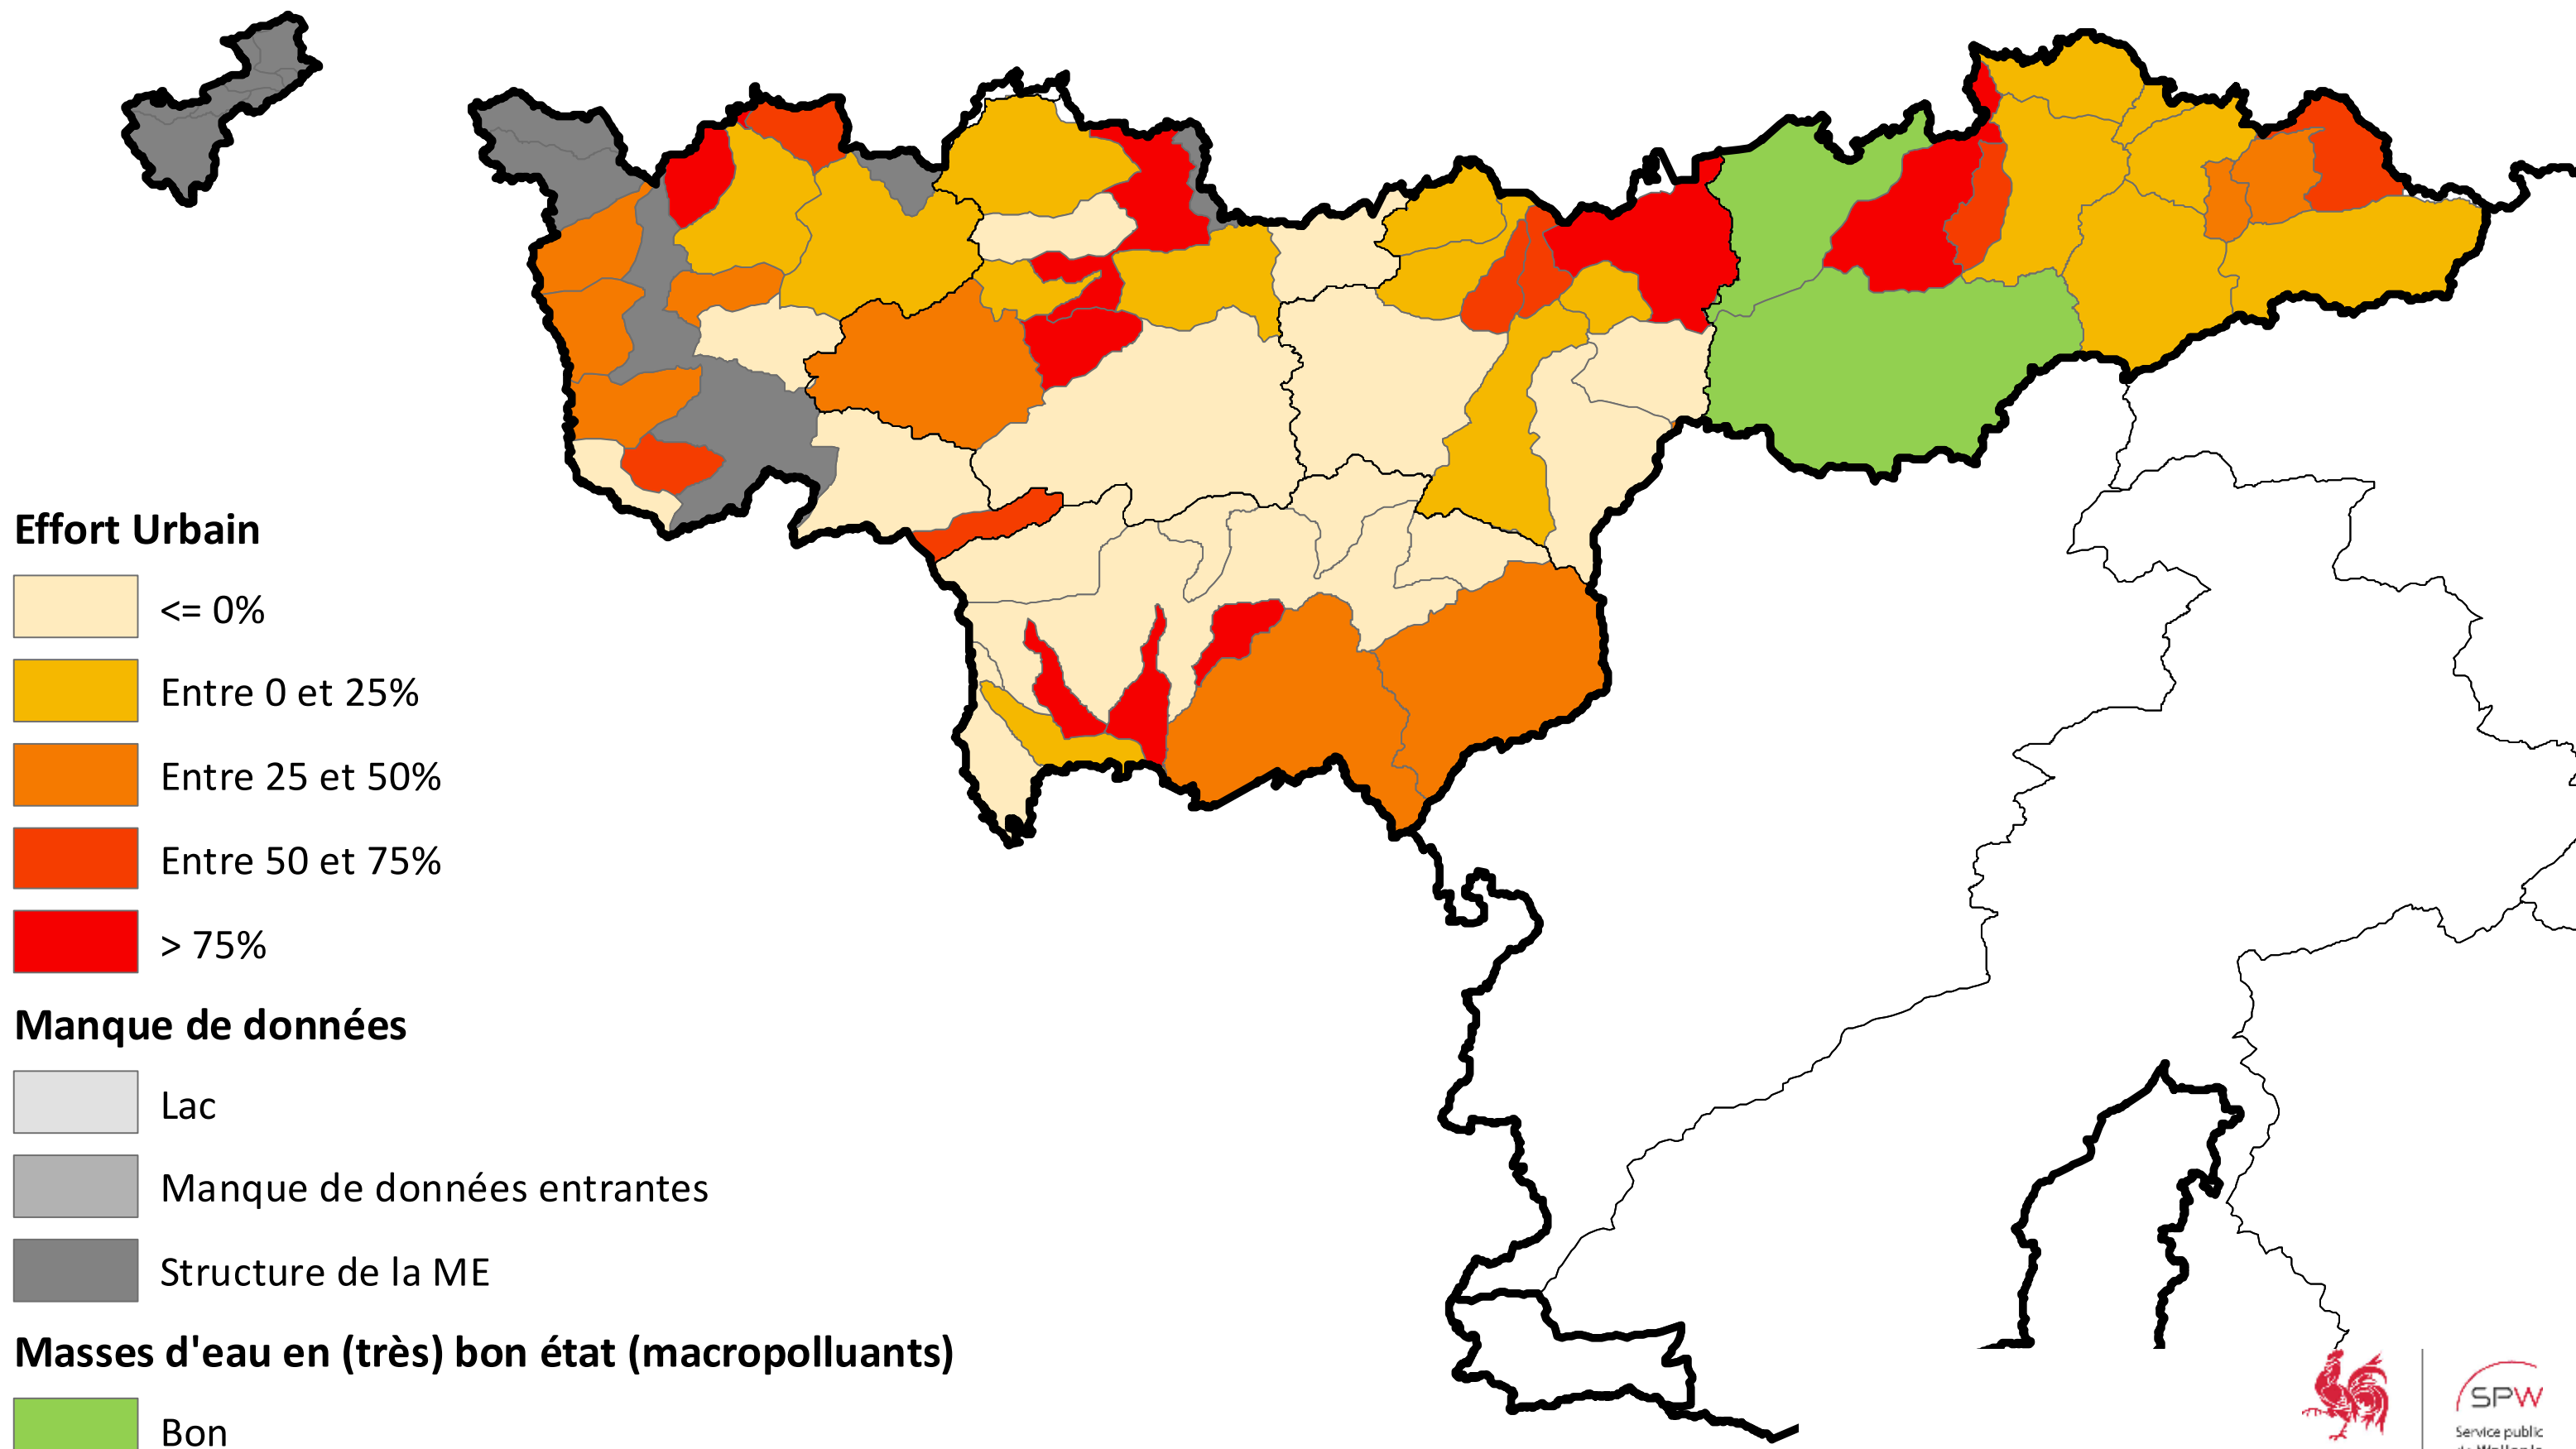 Effort Urbain
<= 0%
Entre 0 et 25%
Entre 25 et 50%
Entre 50 et 75%
> 75%
Manque de données
Lac
Manque de données entrantes
Structure de la ME
Masses d'eau en (très) bon état (macropolluants)
Bon
SPW
Service public